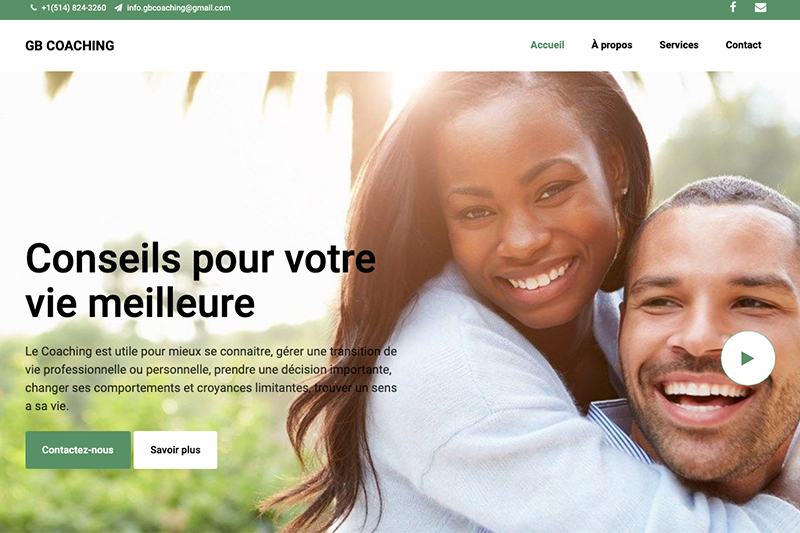 +1(514) 824-3260 info.gbcoaching@gmail.com
GB COACHING
Accueil À propos Services Contact
Conseils pour votre
vie meilleure
Le Coaching est utile pour mieux se connaitre, gérer une transition de
vie professionnelle ou personnelle, prendre une décision importante,
changer ses comportements et croyances limitantes, trouver un sens
a sa vie.
Contactez-nous Savoir plus